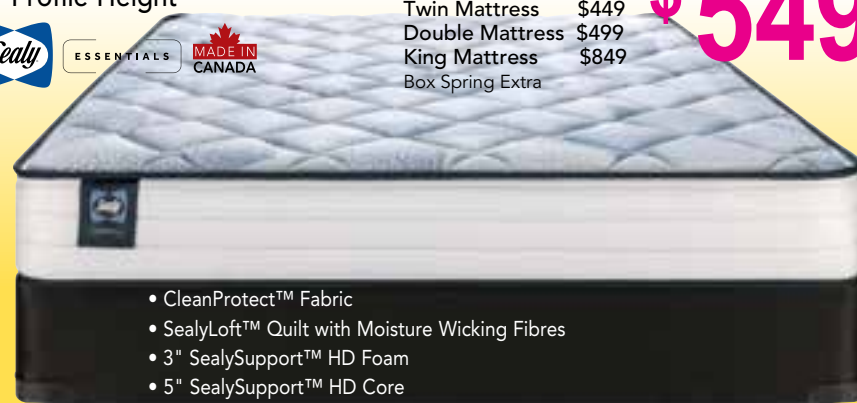 Profile Height
Twin Mattress $449
Double Mattress $499
King Mattress $849
Box Spring Extra
$549
Sealy
ESSENTIALS
MADE IN
CANADA
• CleanProtect™ Fabric
• SealyLoft™ Quilt with Moisture Wicking Fibres
• 3" SealySupport™ HD Foam
• 5" SealySupport™ HD Core